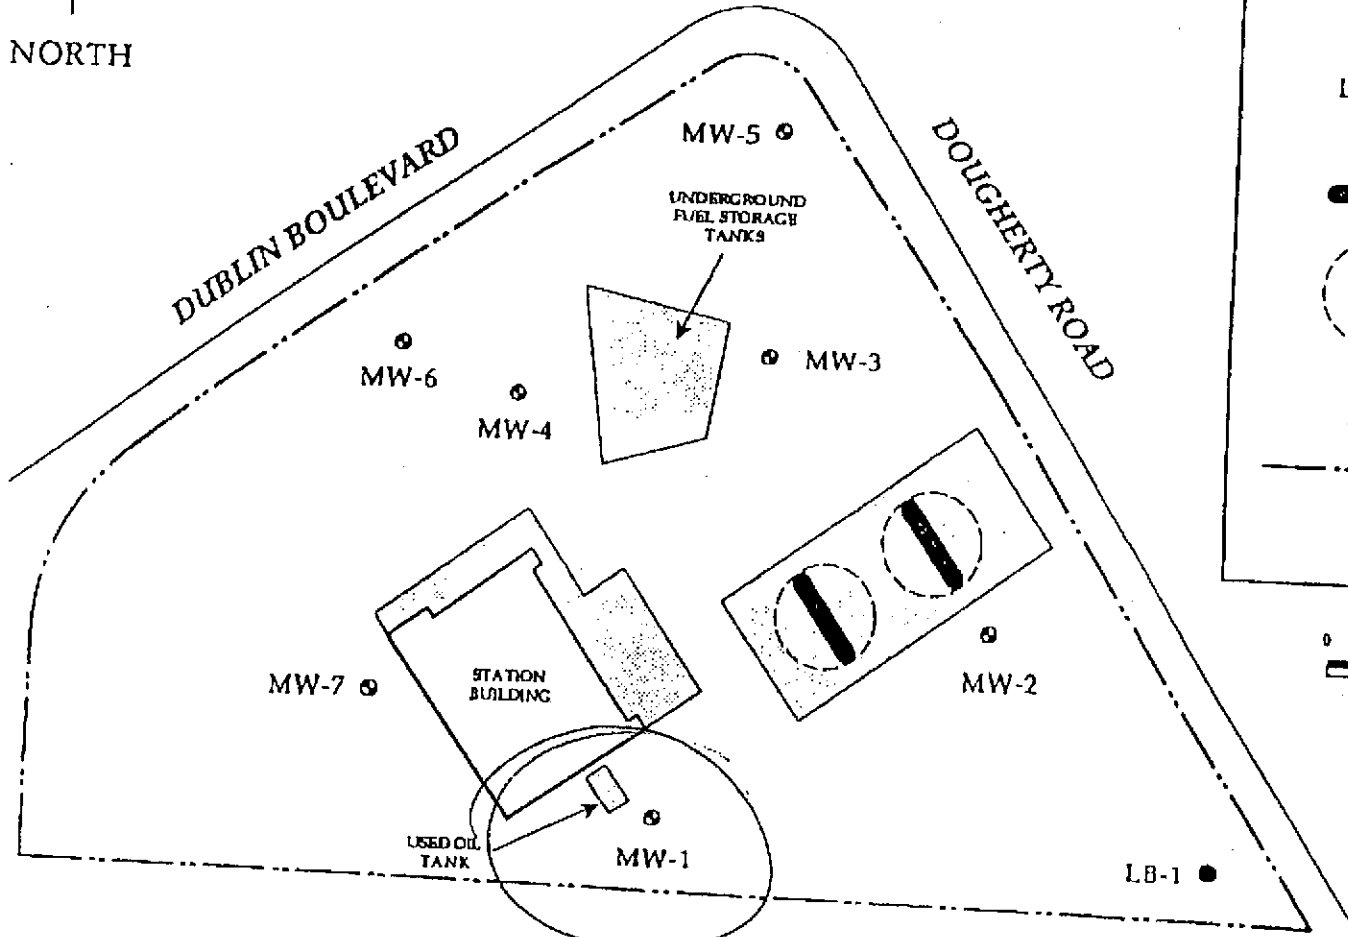 NORTH
DUBLIN BOULEVARD
DOUGHERTY ROAD
MW-5
UNDERGROUND
FUEL STORAGE
TANKS
MW-6
MW-4
MW-3
STATION
BUILDING
MW-7
MW-2
USED OIL
TANK
MW-1
LB-1